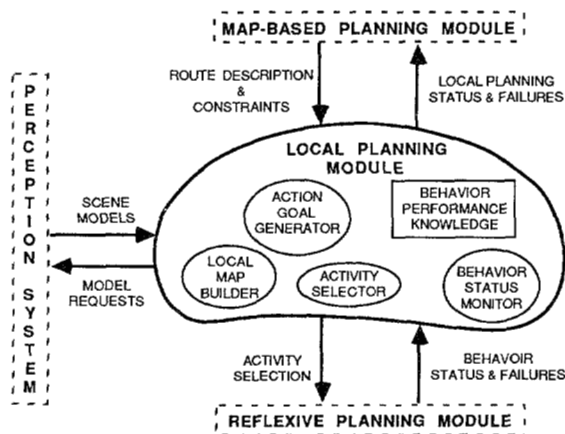 MAP-BASED PLANNING MODULE
ROUTE DESCRIPTION
&
CONSTRAINTS
LOCAL PLANNING
STATUS & FAILURES
PERCEPTION SYSTEM
LOCAL PLANNING
MODULE
SCENE
MODELS
MODEL
REQUESTS
ACTION
GOAL
GENERATOR
BEHAVIOR
PERFORMANCE
KNOWLEDGE
LOCAL
MAP
BUILDER
ACTIVITY
SELECTOR
BEHAVIOR
STATUS
MONITOR
ACTIVITY
SELECTION
BEHAVOIR
STATUS & FAILURES
REFLEXIVE PLANNING MODULE